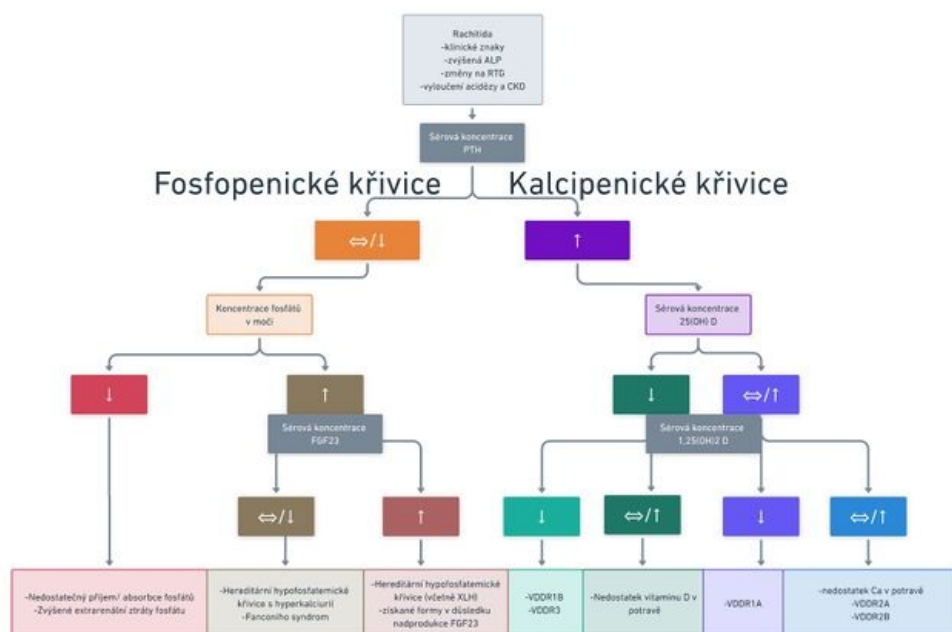 Rachitida
-klinické znaky
-zvýšená ALP
-změny na RTG
-vyloučení acidózy a CKD
Sérová koncentrace
PTH
Fosfopenické křivice
Kalcipenické křivice
⇔/↓
↑
Koncentrace fosfátů
v moči
Sérová koncentrace
25(OH) D
↓
↑
↓
⇔/↑
Sérová koncentrace
FGF23
Sérová koncentrace
1,25(OH)2 D
⇔/↓
↑
↓
⇔/↑
↓
⇔/↑
-Nedostatečný příjem/ absorbce fosfátů
-Zvýšené extrarenální ztráty fosfátu
-Hereditární hypofosfatemické
křivice s hyperkalciurií
-Fanconiho syndrom
-Hereditární hypofosfatemické
křivice (včetně XLH)
-získané formy v důsledku
nadprodukce FGF23
-VDDR1B
-VDDR3
-Nedostatek vitamínu D v
potravě
-VDDR1A
-nedostatek Ca v potravě
-VDDR2A
-VDDR2B